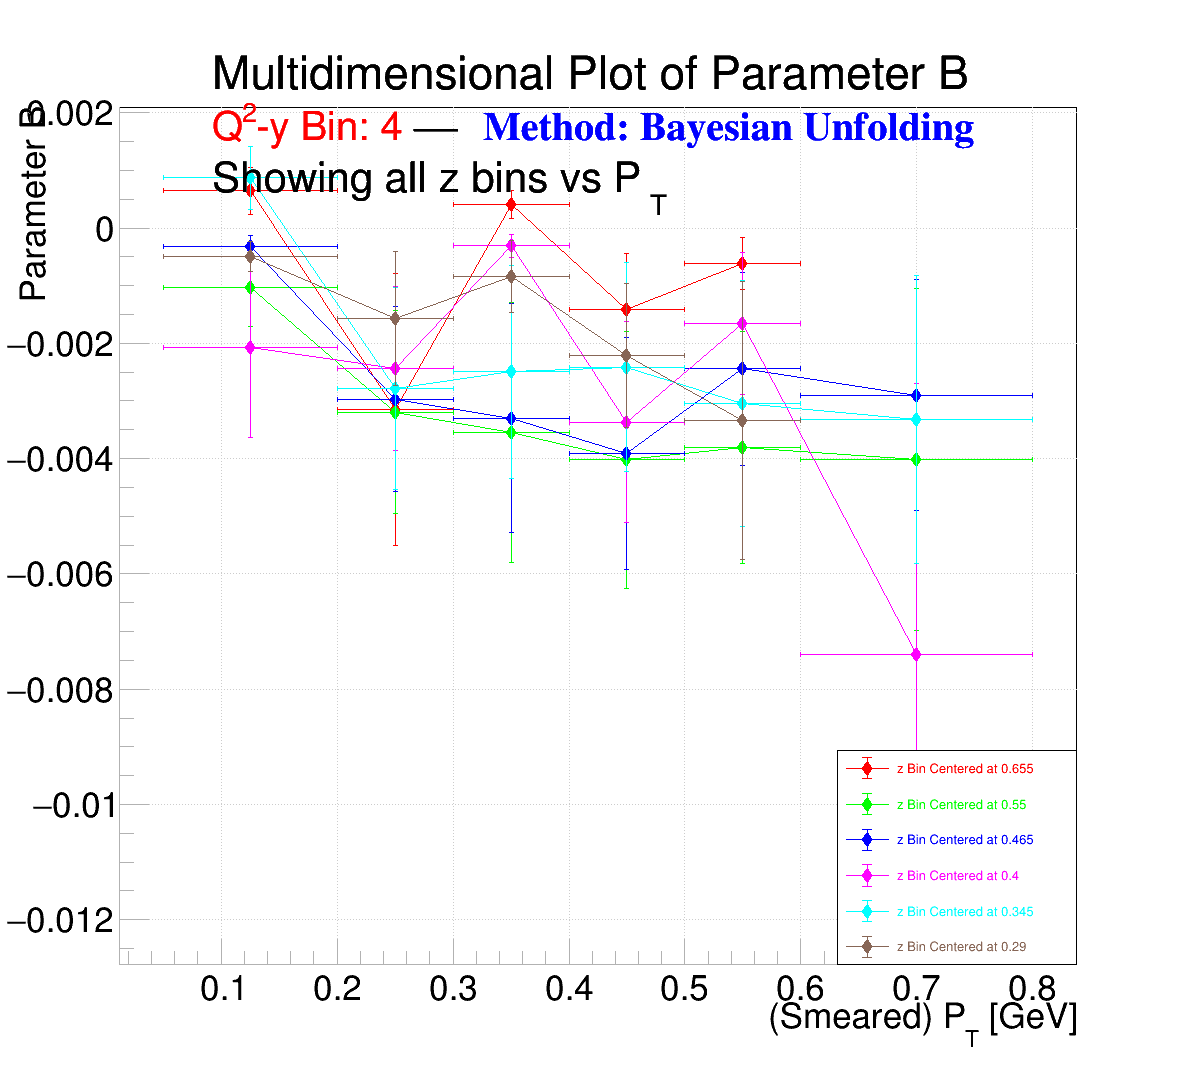 Multidimensional Plot of Parameter B
Q²-y Bin: 4 — Method: Bayesian Unfolding
Showing all z bins vs P_T
Parameter B
0.002
0
−0.002
−0.004
−0.006
−0.008
−0.01
−0.012
z Bin Centered at 0.655
z Bin Centered at 0.55
z Bin Centered at 0.465
z Bin Centered at 0.4
z Bin Centered at 0.345
z Bin Centered at 0.29
0.1 0.2 0.3 0.4 0.5 0.6 0.7 0.8
(Smeared) P_T [GeV]